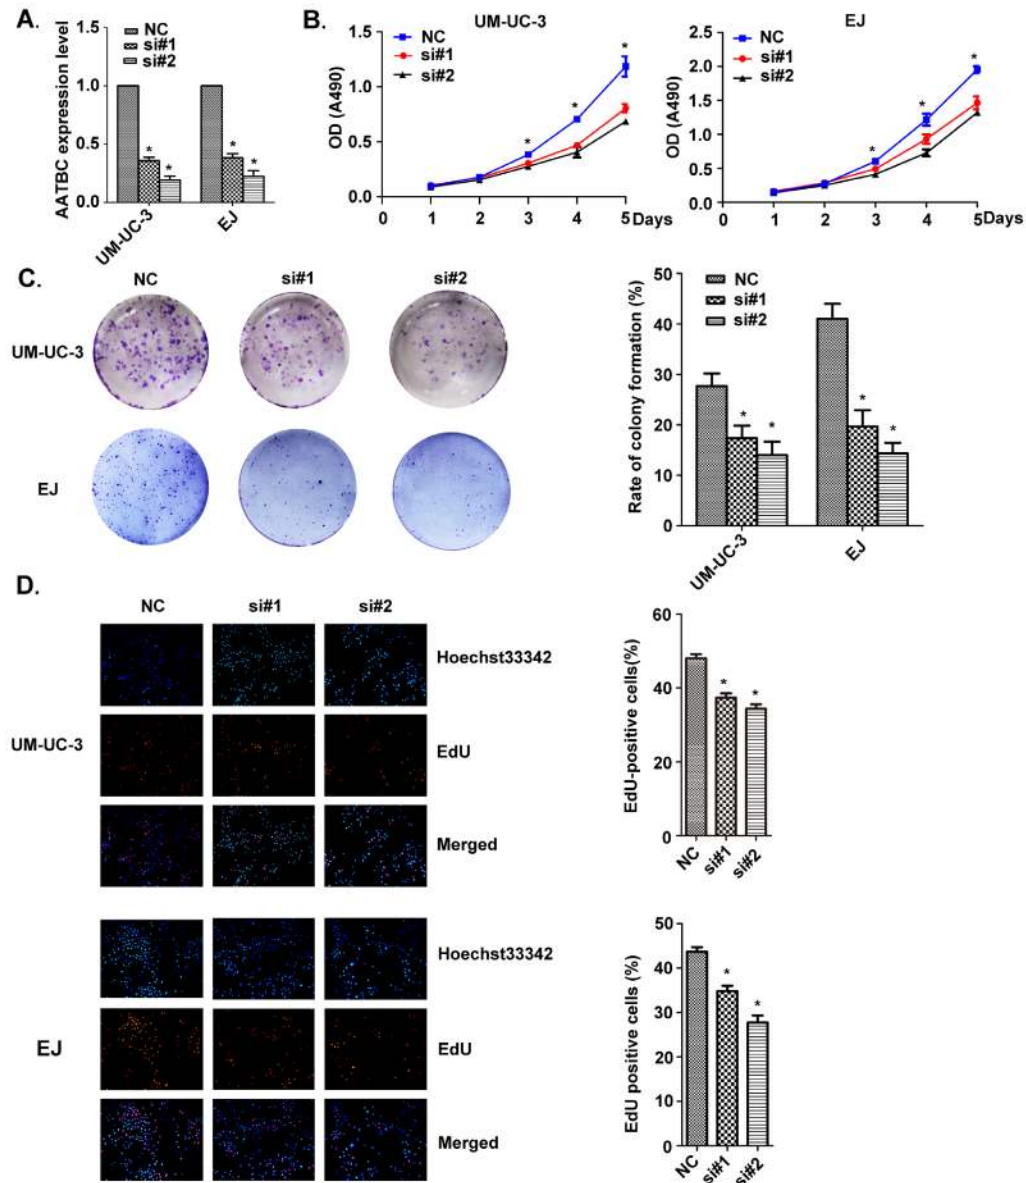 A.
AATBC expression level
1.5
1.0
0.5
0.0
NC
si#1
si#2
*
*
*
*
UM-UC-3
EJ
B.
UM-UC-3
OD (A490)
1.5
1.0
0.5
0.0
NC
si#1
si#2
*
*
*
0 1 2 3 4 5 Days
EJ
OD (A490)
2.5
2.0
1.5
1.0
0.5
0.0
NC
si#1
si#2
*
*
*
0 1 2 3 4 5 Days
C.
NC si#1 si#2
UM-UC-3
EJ
Rate of colony formation (%)
50
40
30
20
10
0
NC
si#1
si#2
*
*
*
*
UM-UC-3
EJ
D.
NC si#1 si#2
UM-UC-3
Hoechst33342
EdU
Merged
EdU-positive cells(%)
60
40
20
0
*
*
NC
si#1
si#2
EJ
Hoechst33342
EdU
Merged
EdU positive cells (%)
50
40
30
20
10
0
*
*
NC
si#1
si#2